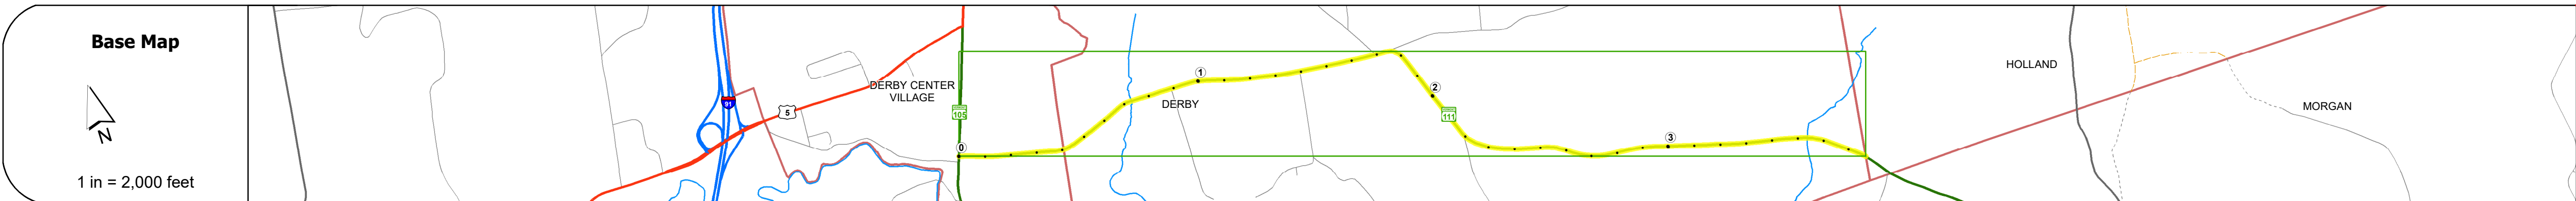 Base Map
N
1 in = 2,000 feet
91
5
DERBY CENTER
VILLAGE
105
0
1
DERBY
2
111
3
HOLLAND
MORGAN